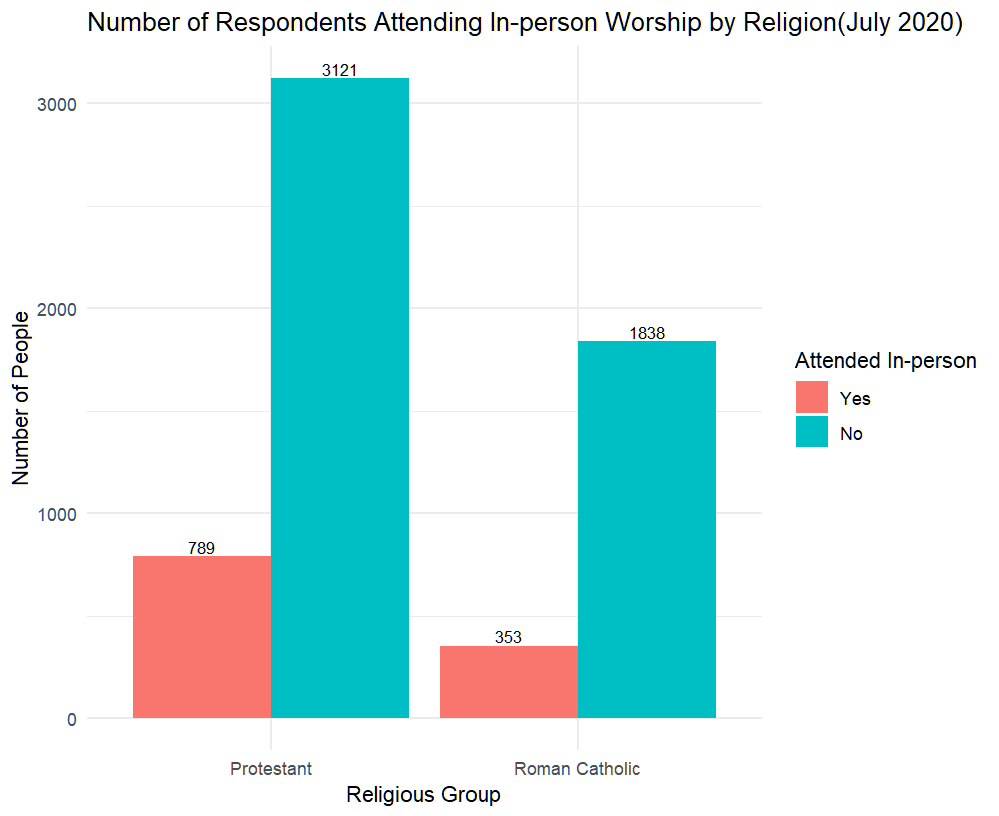 Number of Respondents Attending In-person Worship by Religion(July 2020)
Number of People
3000
2000
1000
0
3121
789
1838
353
Protestant
Roman Catholic
Religious Group
Attended In-person
Yes
No